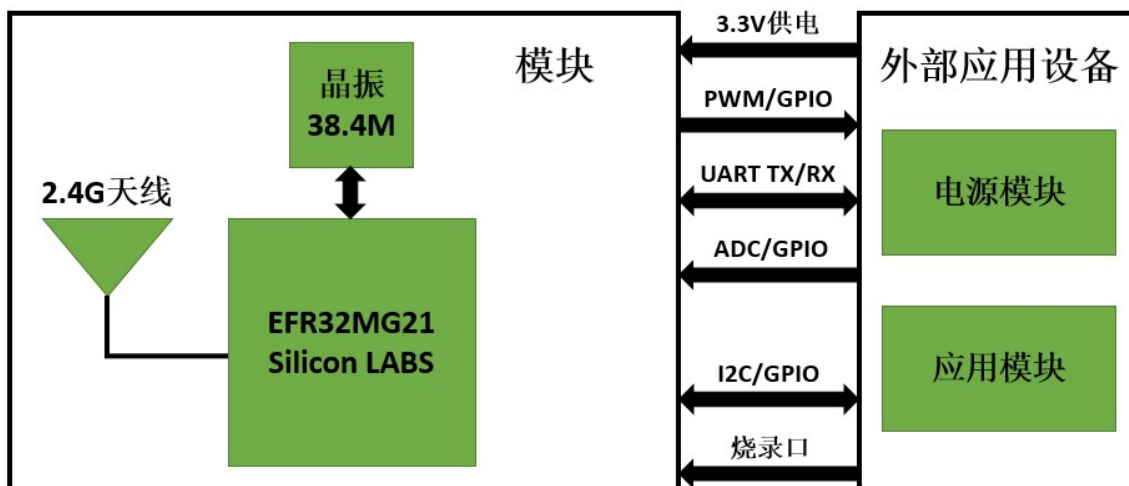 模块
晶振
38.4M
2.4G天线
EFR32MG21
Silicon LABS
3.3V供电
PWM/GPIO
UART TX/RX
ADC/GPIO
I2C/GPIO
烧录口
外部应用设备
电源模块
应用模块